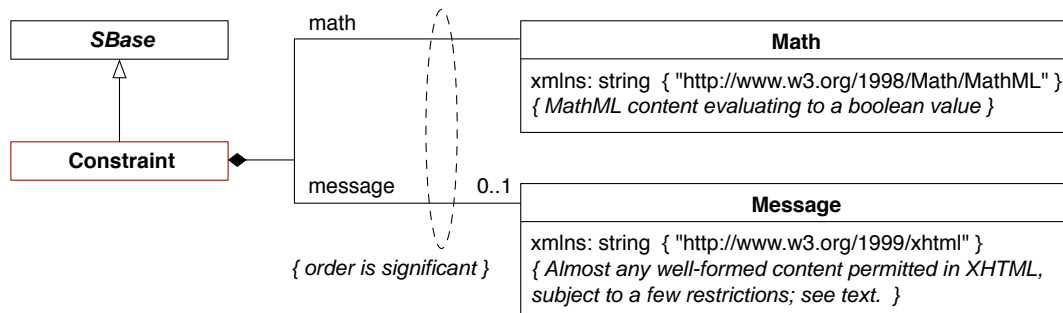 math
SBase
Math
xmlns: string { "http://www.w3.org/1998/Math/MathML" }
{ MathML content evaluating to a boolean value }
Constraint
message
0..1
Message
xmlns: string { "http://www.w3.org/1999/xhtml" }
{ Almost any well-formed content permitted in XHTML,
subject to a few restrictions; see text. }
{ order is significant }